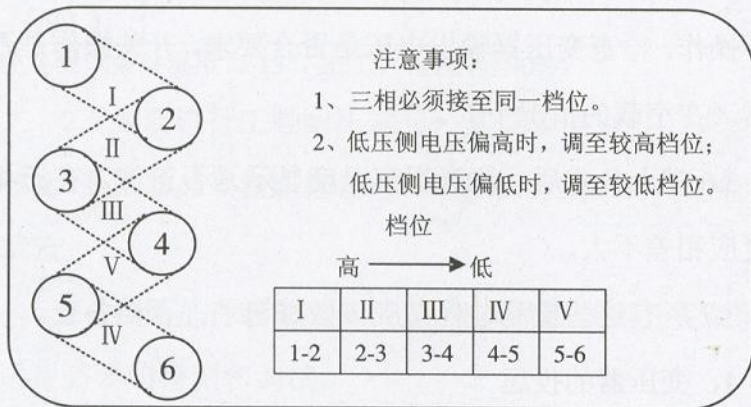 1
I
2
II
3
III
4
V
5
IV
6
注意事项：
1、三相必须接至同一档位。
2、低压侧电压偏高时，调至较高档位；
低压侧电压偏低时，调至较低档位。
档位
高 低
I II III IV V
1-2 2-3 3-4 4-5 5-6